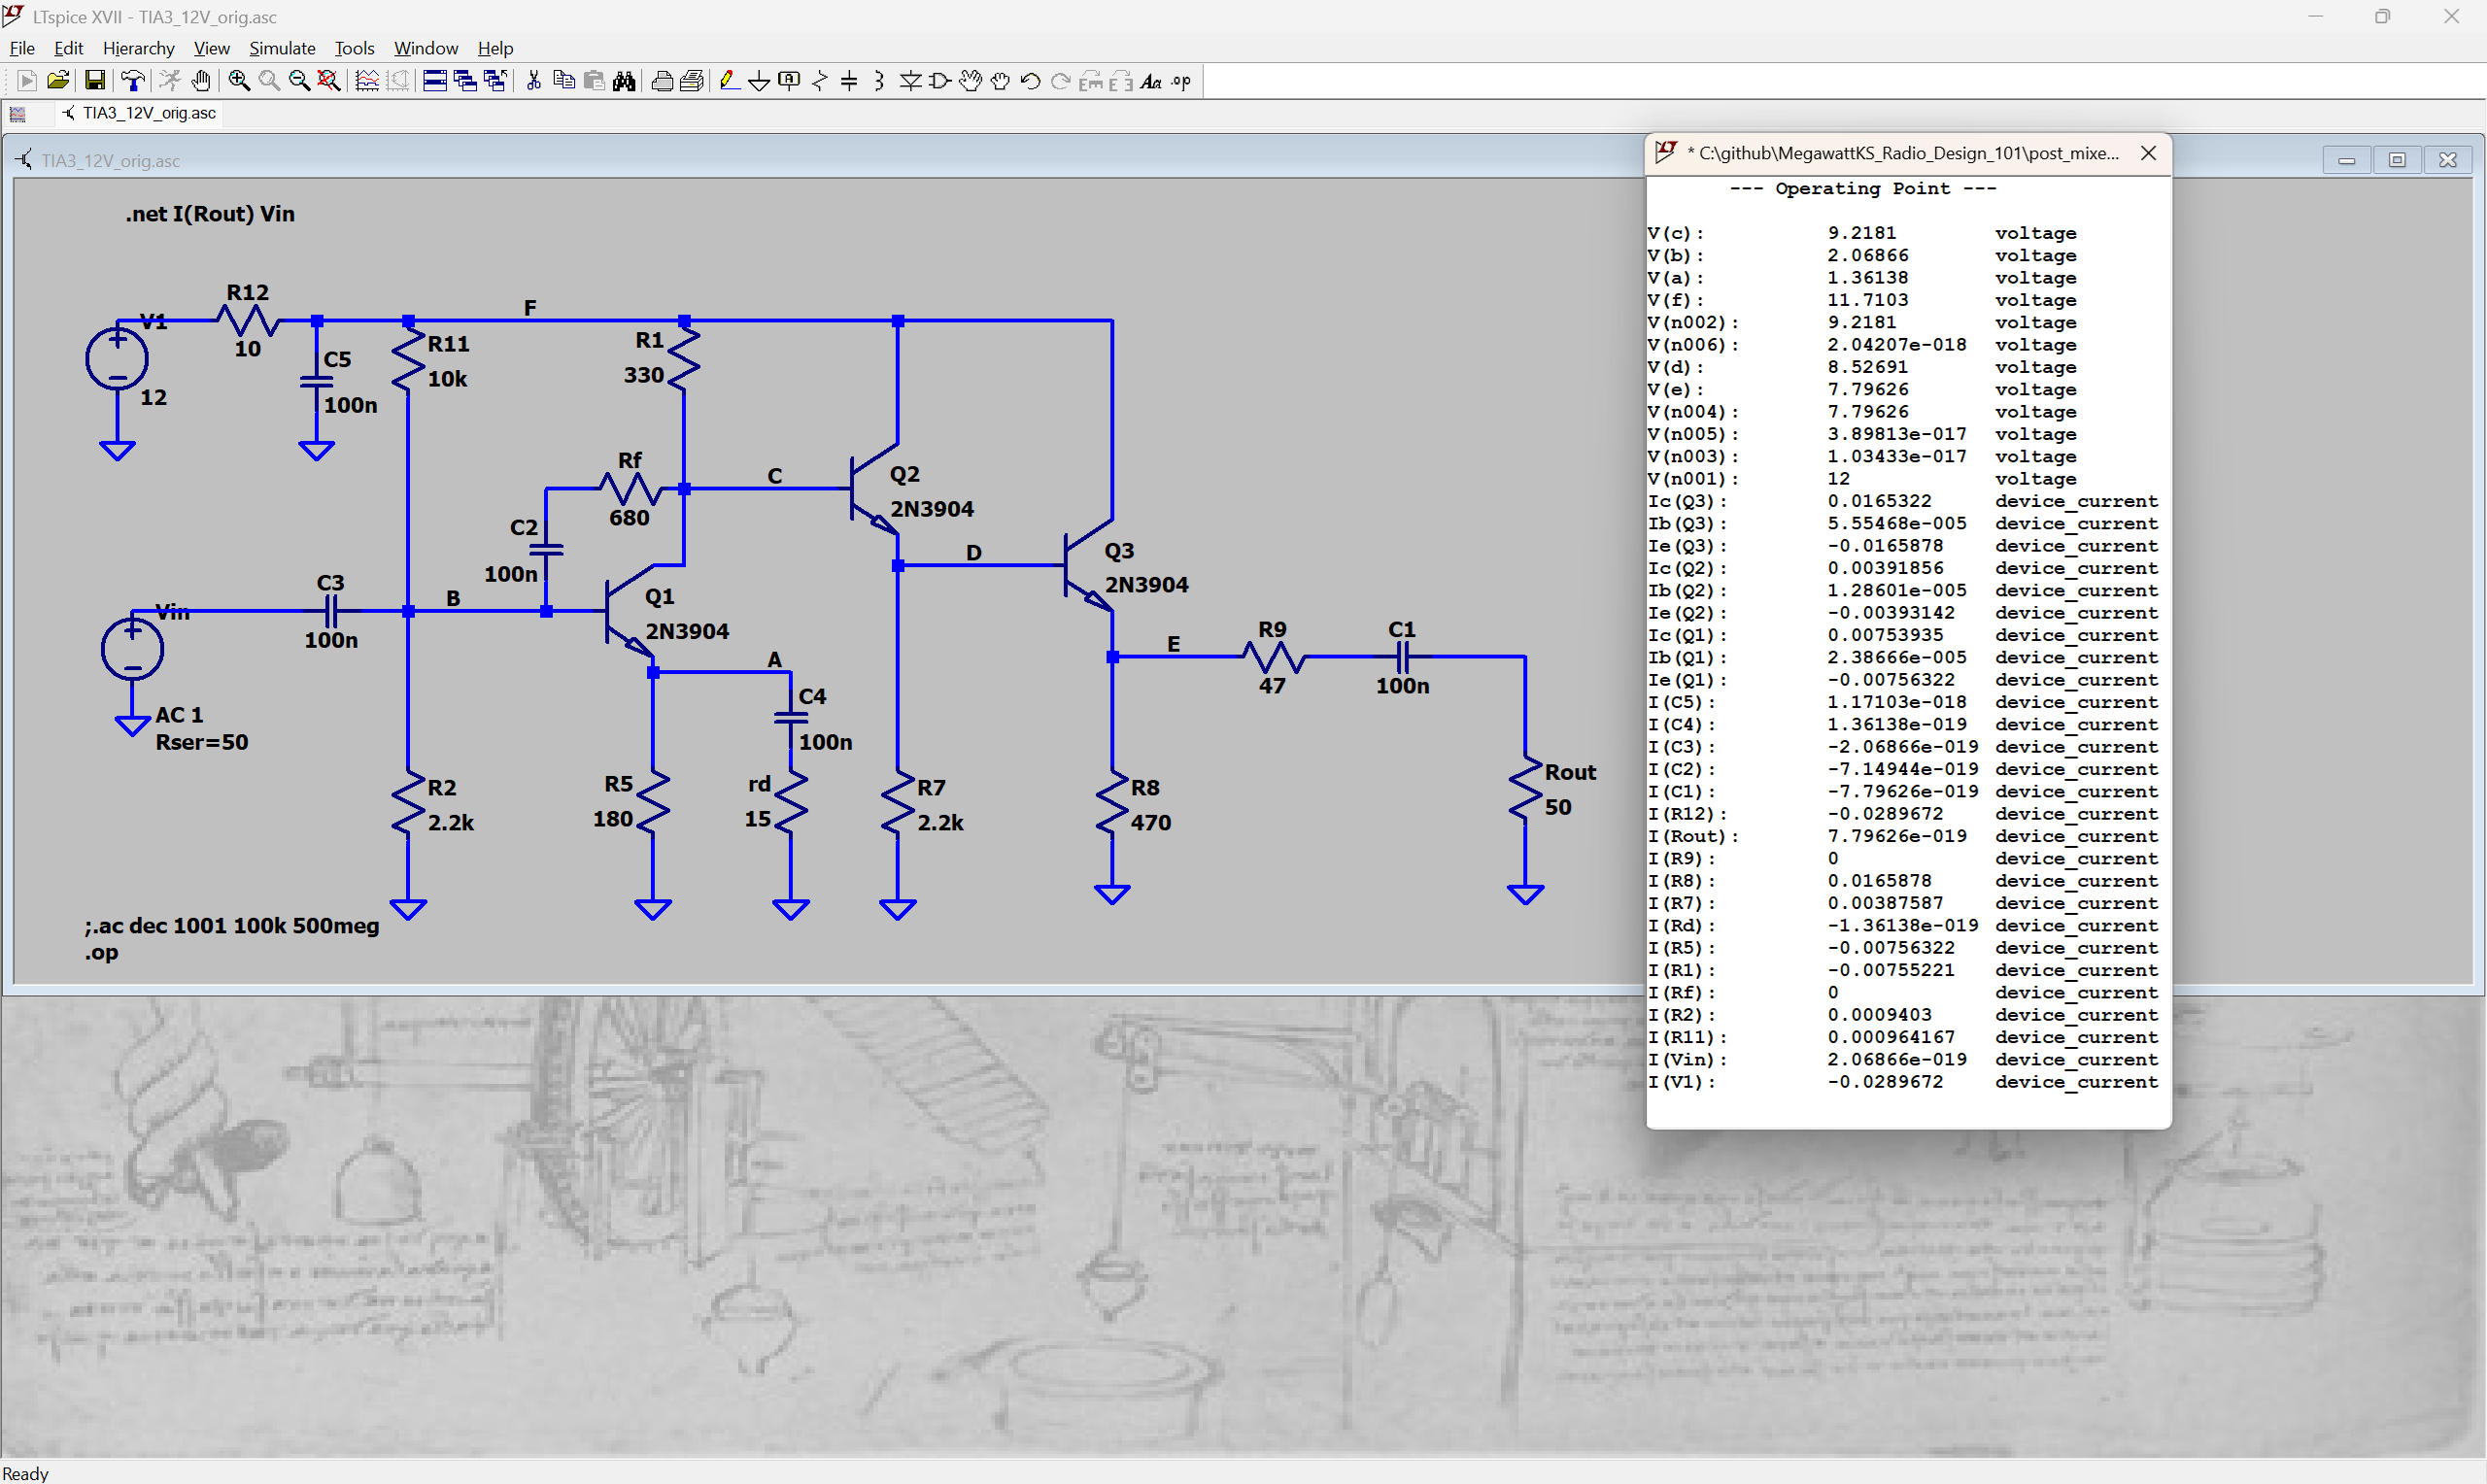 LTspice XVII - TIA3_12V_orig.asc
File Edit Hierarchy View Simulate Tools Window Help
Aa .op
TIA3_12V_orig.asc
TIA3_12V_orig.asc
.net I(Rout) Vin
V1
12
R12
10
C5
100n
R11
10k
F
R1
330
Rf
680
C
C2
100n
Q2
2N3904
D
Q3
2N3904
Vin
AC 1
Rser=50
C3
100n
B
Q1
2N3904
A
C4
100n
E
R9
47
C1
100n
R2
2.2k
R5
180
rd
15
R7
2.2k
R8
470
Rout
50
;.ac dec 1001 100k 500meg
.op
* C:\github\MegawattKS_Radio_Design_101\post_mixe...
--- Operating Point ---
V(c): 9.2181 voltage
V(b): 2.06866 voltage
V(a): 1.36138 voltage
V(f): 11.7103 voltage
V(n002): 9.2181 voltage
V(n006): 2.04207e-018 voltage
V(d): 8.52691 voltage
V(e): 7.79626 voltage
V(n004): 7.79626 voltage
V(n005): 3.89813e-017 voltage
V(n003): 1.03433e-017 voltage
V(n001): 12 voltage
Ic(Q3): 0.0165322 device_current
Ib(Q3): 5.55468e-005 device_current
Ie(Q3): -0.0165878 device_current
Ic(Q2): 0.00391856 device_current
Ib(Q2): 1.28601e-005 device_current
Ie(Q2): -0.00393142 device_current
Ic(Q1): 0.00753935 device_current
Ib(Q1): 2.38666e-005 device_current
Ie(Q1): -0.00756322 device_current
I(C5): 1.17103e-018 device_current
I(C4): 1.36138e-019 device_current
I(C3): -2.06866e-019 device_current
I(C2): -7.14944e-019 device_current
I(C1): -7.79626e-019 device_current
I(R12): -0.0289672 device_current
I(Rout): 7.79626e-019 device_current
I(R9): 0 device_current
I(R8): 0.0165878 device_current
I(R7): 0.00387587 device_current
I(Rd): -1.36138e-019 device_current
I(R5): -0.00756322 device_current
I(R1): -0.00755221 device_current
I(Rf): 0 device_current
I(R2): 0.0009403 device_current
I(R11): 0.000964167 device_current
I(Vin): 2.06866e-019 device_current
I(V1): -0.0289672 device_current
Ready